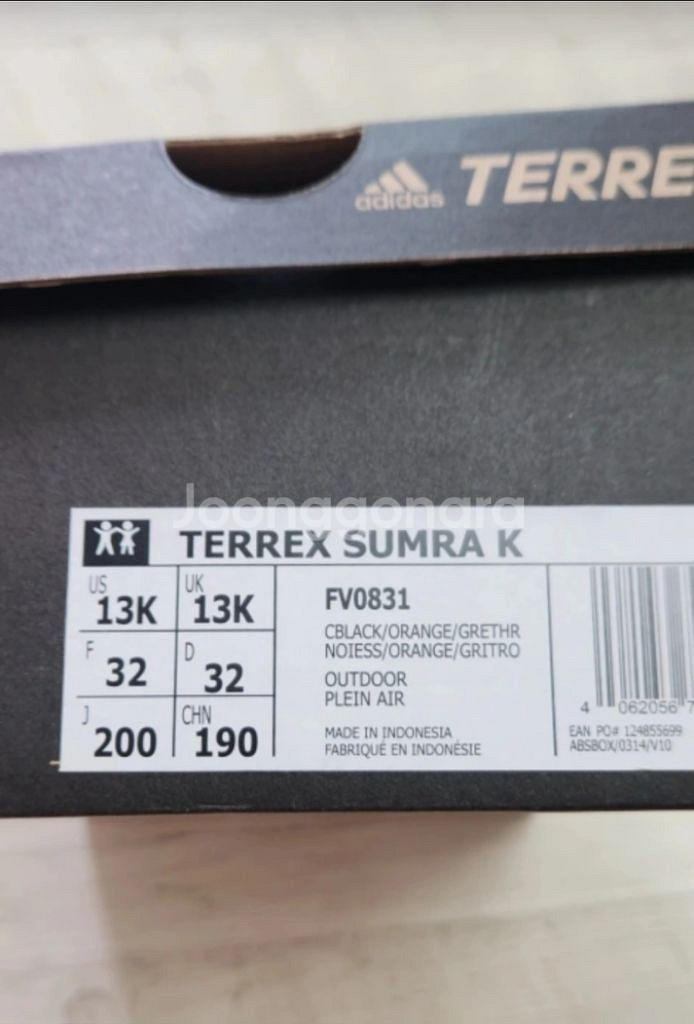 adidas TERRE
Joonggonara
TERREX SUMRA K
US 13K
UK 13K
F 32
D 32
J 200
CHN 190
FV0831
CBLACK/ORANGE/GRETHR
NOIESS/ORANGE/GRITRO
OUTDOOR
PLEIN AIR
MADE IN INDONESIA
FABRIQUÉ EN INDONÉSIE
4 062056 7
EAN PO# 124855699
ABSBOX/0314/V10